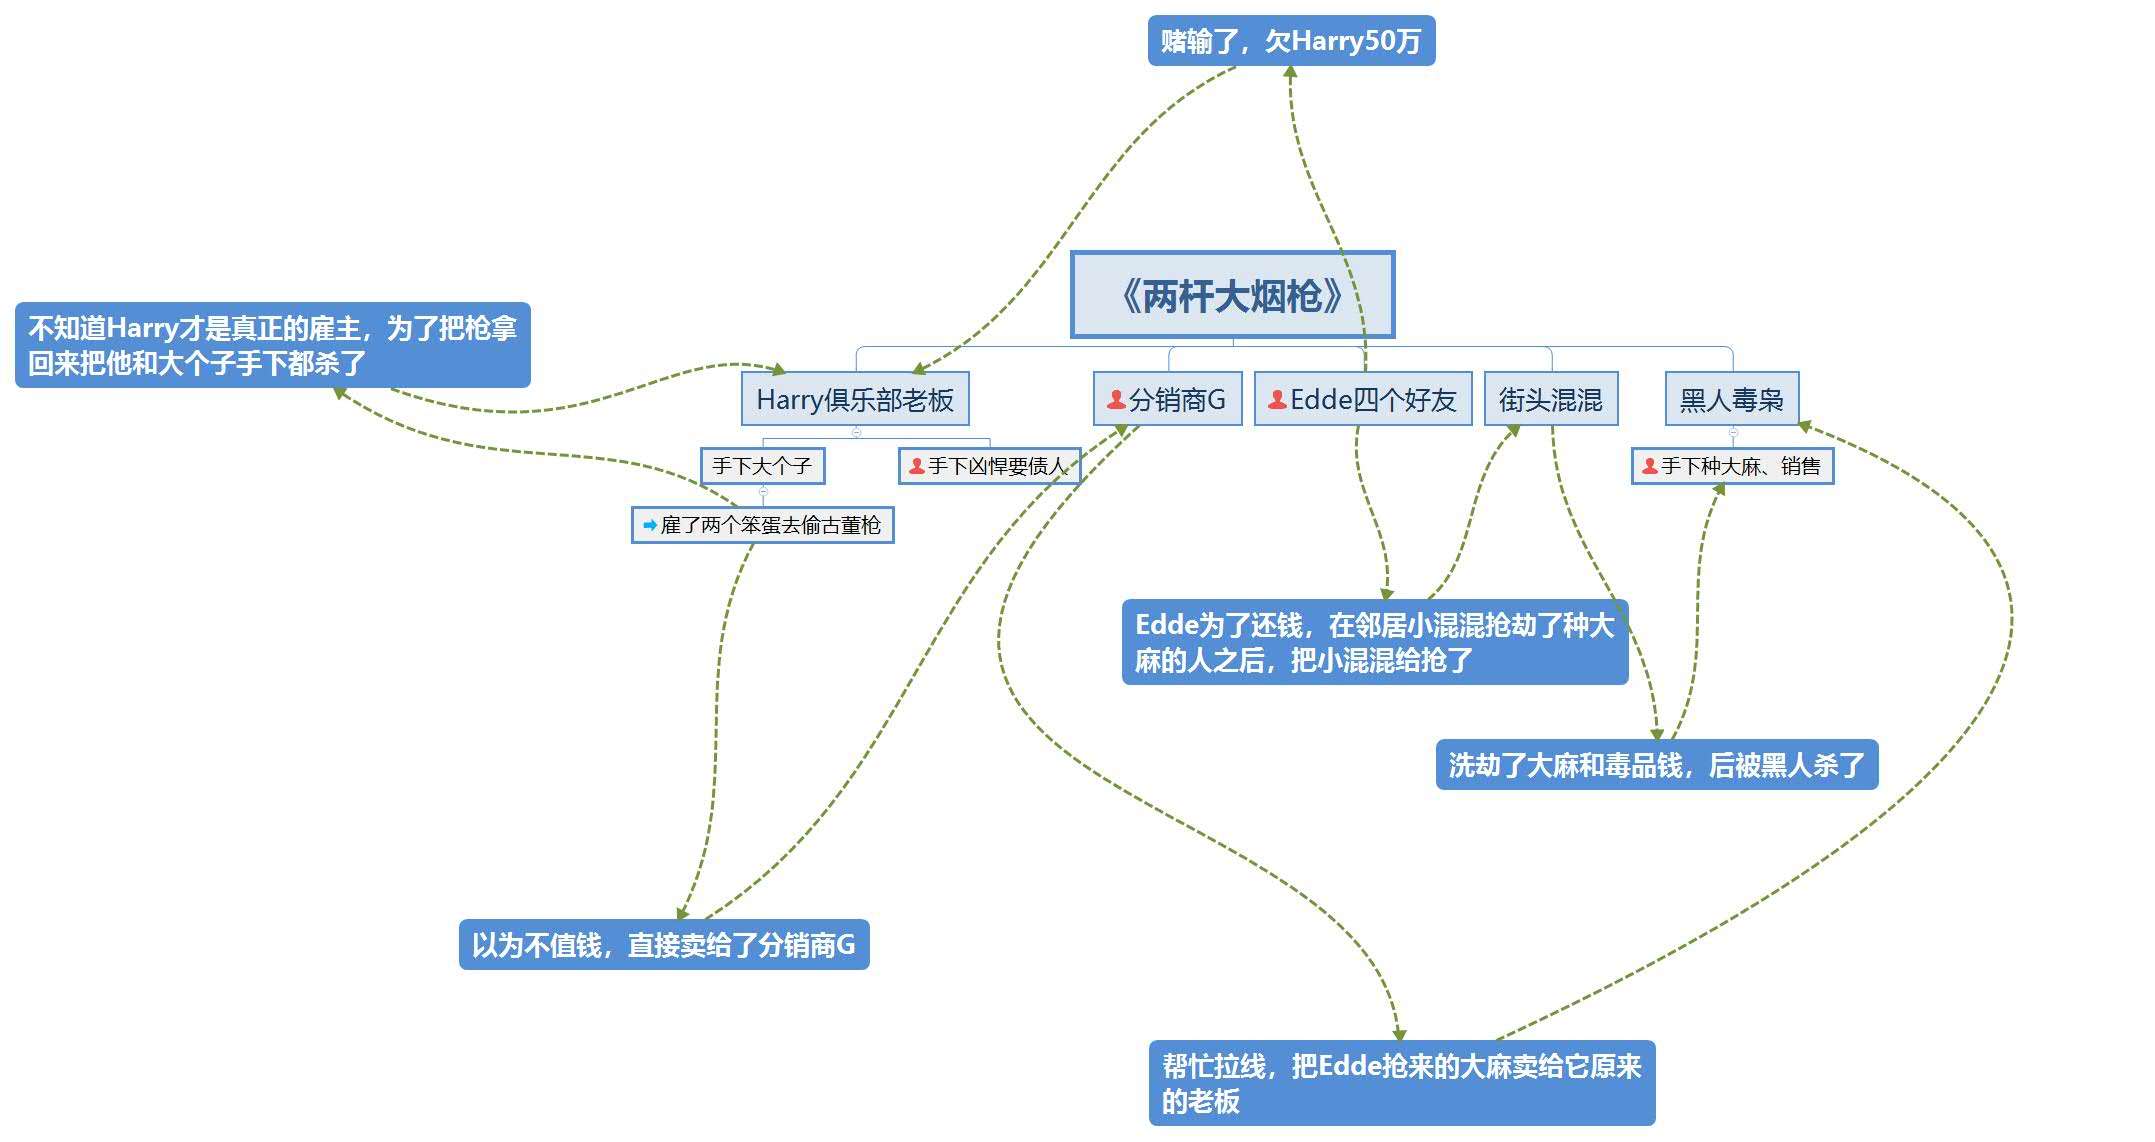 赌输了，欠Harry50万
《两杆大烟枪》
不知道Harry才是真正的雇主，为了把枪拿
回来把他和大个子手下都杀了
Harry俱乐部老板
分销商G
Edde四个好友
街头混混
黑人毒枭
手下大个子
手下凶悍要债人
手下种大麻、销售
雇了两个笨蛋去偷古董枪
Edde为了还钱，在邻居小混混抢劫了种大
麻的人之后，把小混混给抢了
洗劫了大麻和毒品钱，后被黑人杀了
以为不值钱，直接卖给了分销商G
帮忙拉线，把Edde抢来的大麻卖给它原来
的老板